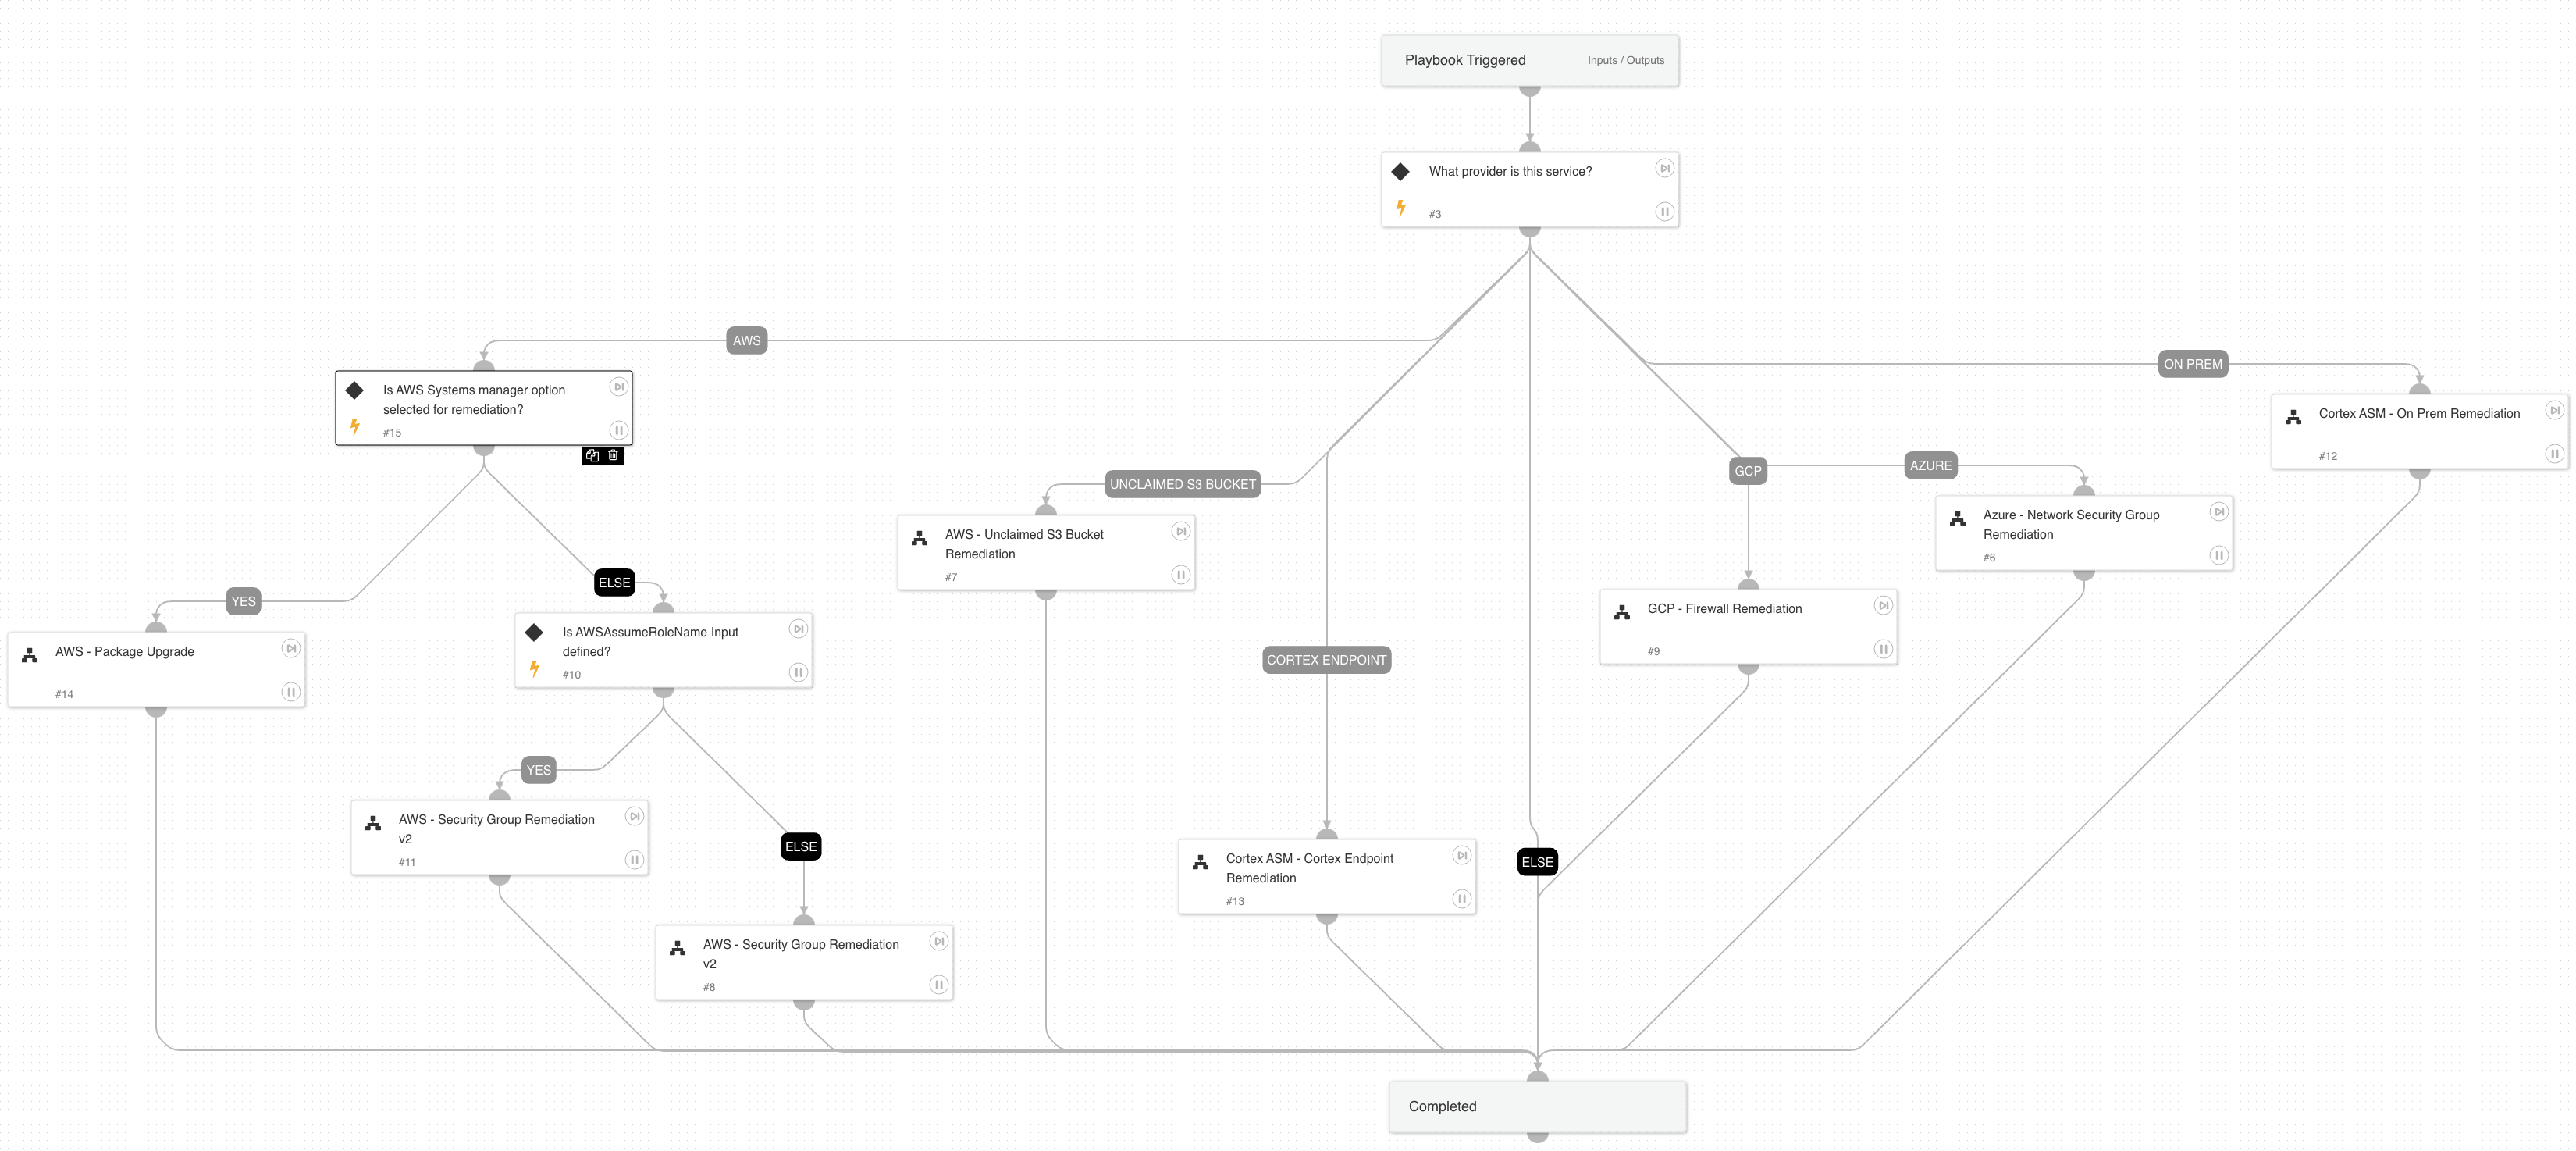 Playbook Triggered
Inputs / Outputs
What provider is this service?
#3
AWS
ON PREM
Is AWS Systems manager option
selected for remediation?
#15
Cortex ASM - On Prem Remediation
#12
UNCLAIMED S3 BUCKET
GCP
AZURE
AWS - Unclaimed S3 Bucket
Remediation
#7
Azure - Network Security Group
Remediation
#6
YES
ELSE
AWS - Package Upgrade
#14
Is AWSAssumeRoleName Input
defined?
#10
CORTEX ENDPOINT
GCP - Firewall Remediation
#9
YES
ELSE
AWS - Security Group Remediation
v2
#11
Cortex ASM - Cortex Endpoint
Remediation
#13
ELSE
AWS - Security Group Remediation
v2
#8
Completed